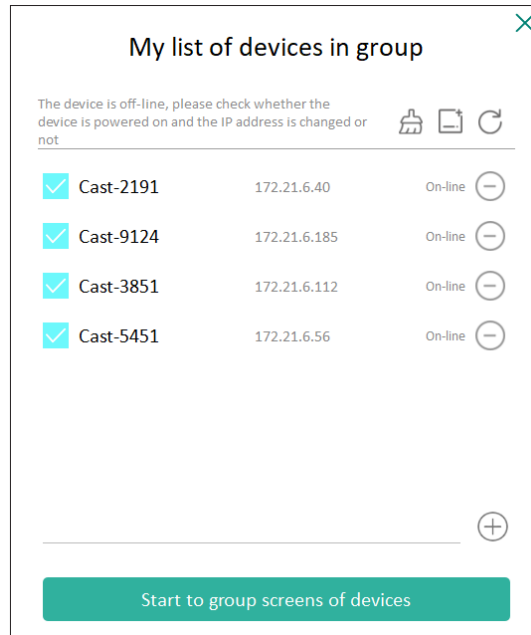 My list of devices in group
The device is off-line, please check whether the
device is powered on and the IP address is changed or
not
Cast-2191 172.21.6.40 On-line
Cast-9124 172.21.6.185 On-line
Cast-3851 172.21.6.112 On-line
Cast-5451 172.21.6.56 On-line
Start to group screens of devices